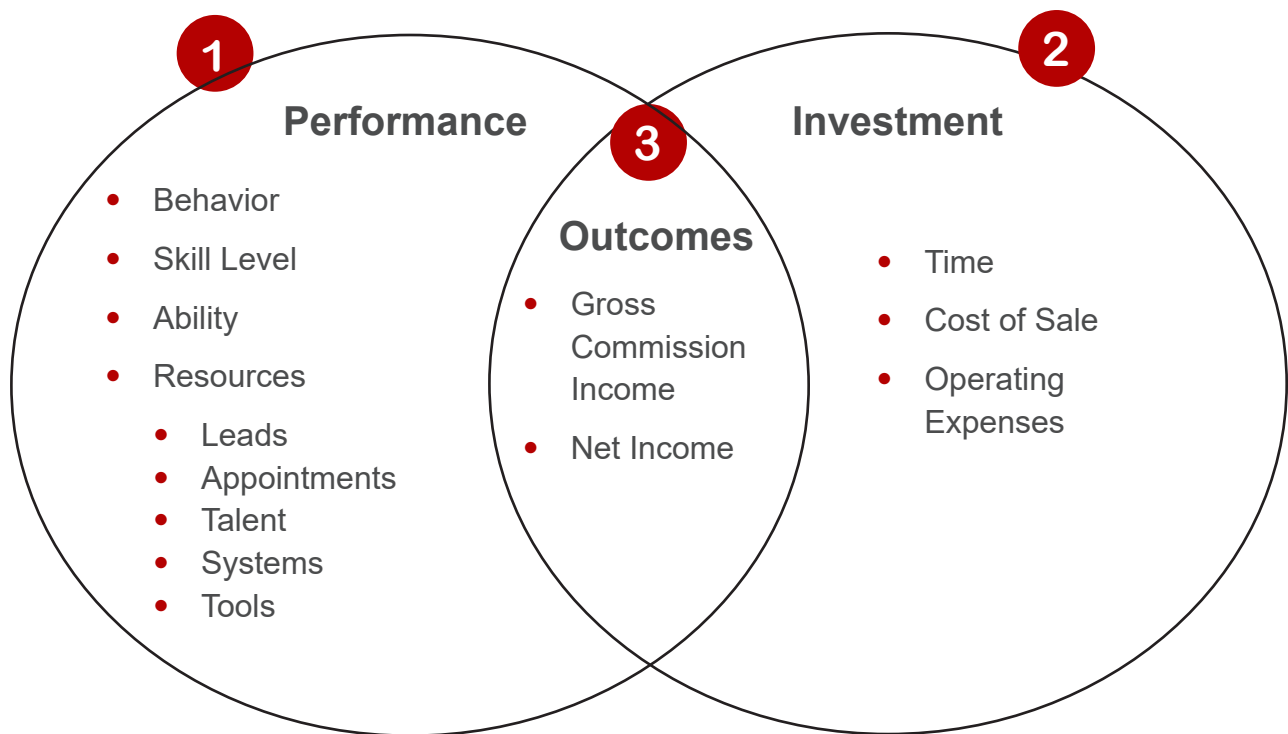 1
Performance
• Behavior
• Skill Level
• Ability
• Resources
• Leads
• Appointments
• Talent
• Systems
• Tools
3
Outcomes
• Gross
Commission
Income
• Net Income
2
Investment
• Time
• Cost of Sale
• Operating
Expenses